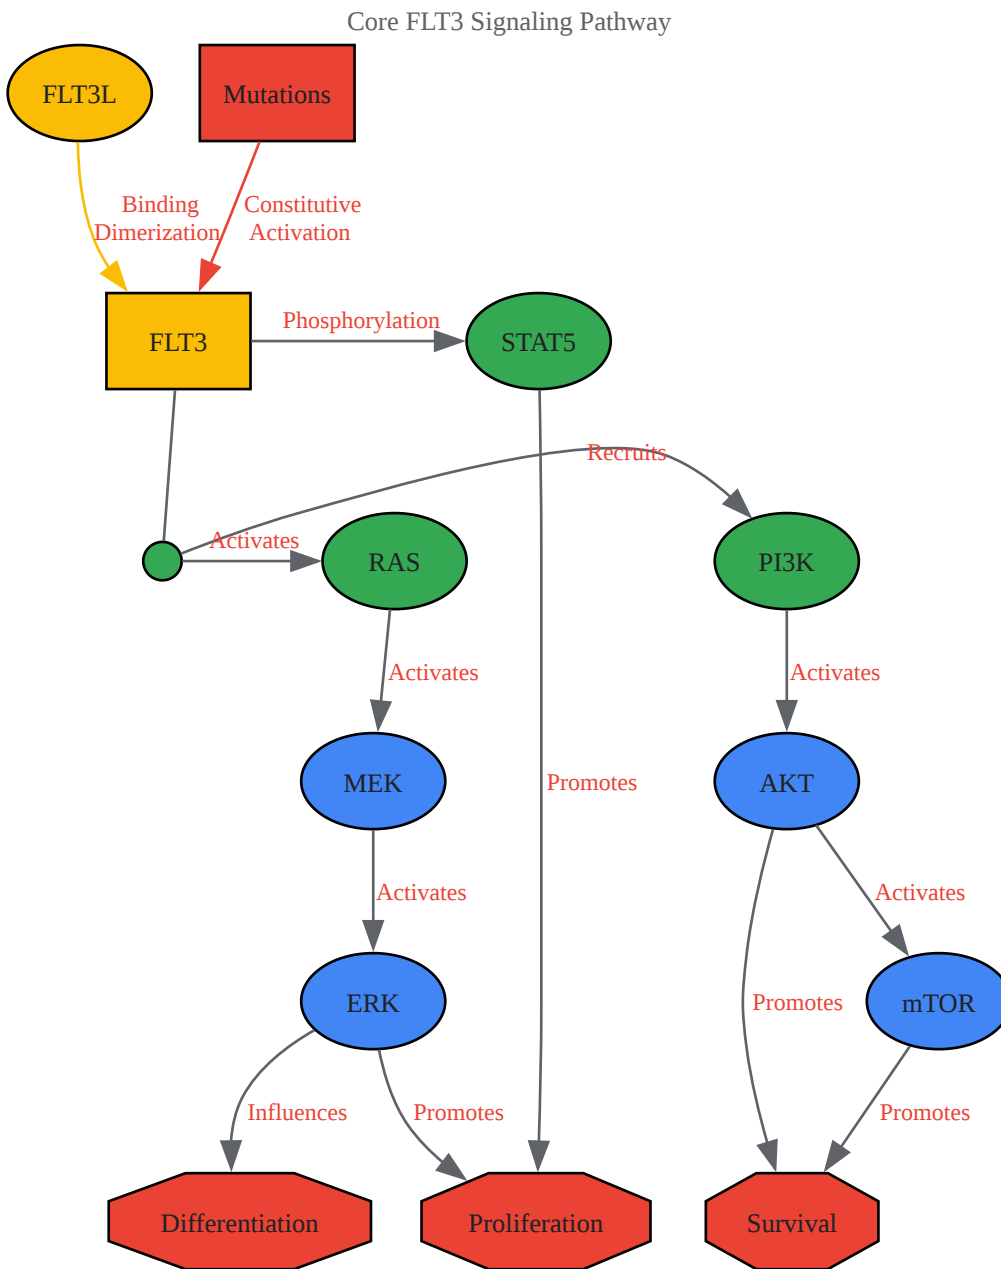 Core FLT3 Signaling Pathway
FLT3L
Mutations
Binding
Dimerization
Constitutive
Activation
FLT3
Phosphorylation
STAT5
Recruits
Activates
RAS
PI3K
Activates
Activates
MEK
Promotes
AKT
Activates
Activates
ERK
Promotes
mTOR
Influences
Promotes
Promotes
Differentiation
Proliferation
Survival